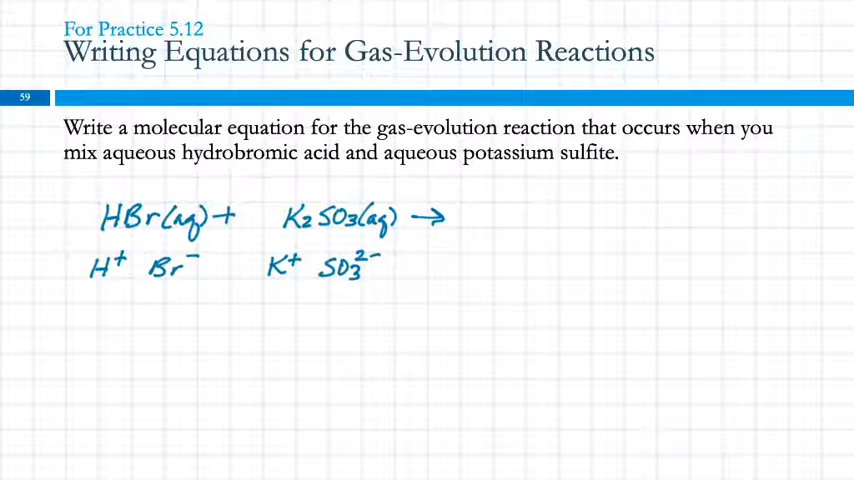 For Practice 5.12
Writing Equations for Gas-Evolution Reactions
59
Write a molecular equation for the gas-evolution reaction that occurs when you
mix aqueous hydrobromic acid and aqueous potassium sulfite.
HBr(aq) + K₂SO₃(aq) →
H⁺ Br⁻ K⁺ SO₃²⁻